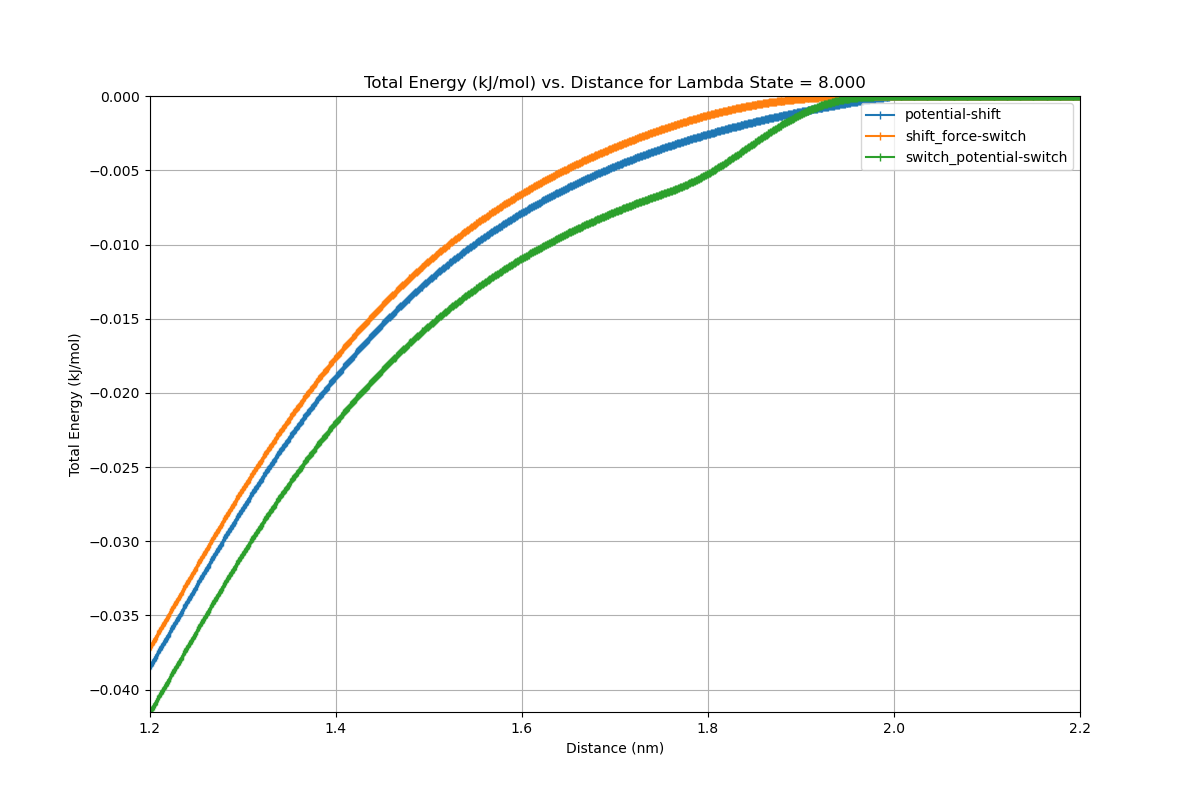 Total Energy (kJ/mol) vs. Distance for Lambda State = 8.000
0.000
−0.005
−0.010
−0.015
−0.020
−0.025
−0.030
−0.035
−0.040
Total Energy (kJ/mol)
potential-shift
shift_force-switch
switch_potential-switch
1.2
1.4
1.6
1.8
2.0
2.2
Distance (nm)